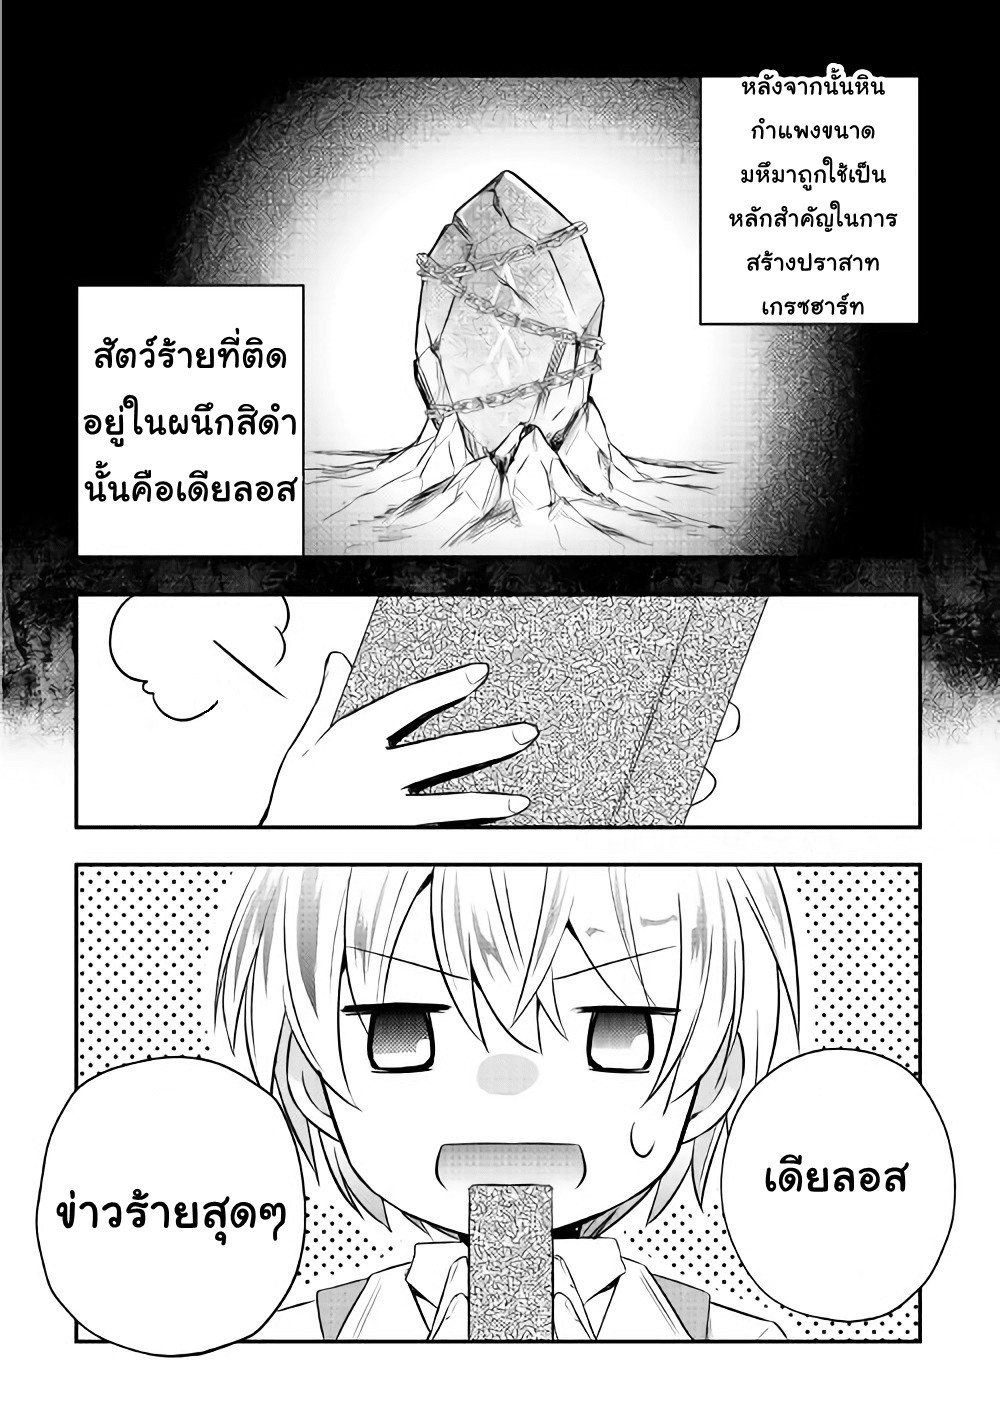 หลังจากนั้นหิน
กำแพงขนาด
มหึมาถูกใช้เป็น
หลักสำคัญในการ
สร้างปราสาท
เกรซฮาร์ท
สัตว์ร้ายที่ติด
อยู่ในผนึกสิดำ
นั้นคือเดียลอส
เดียลอส
ข่าวร้ายสุดๆ